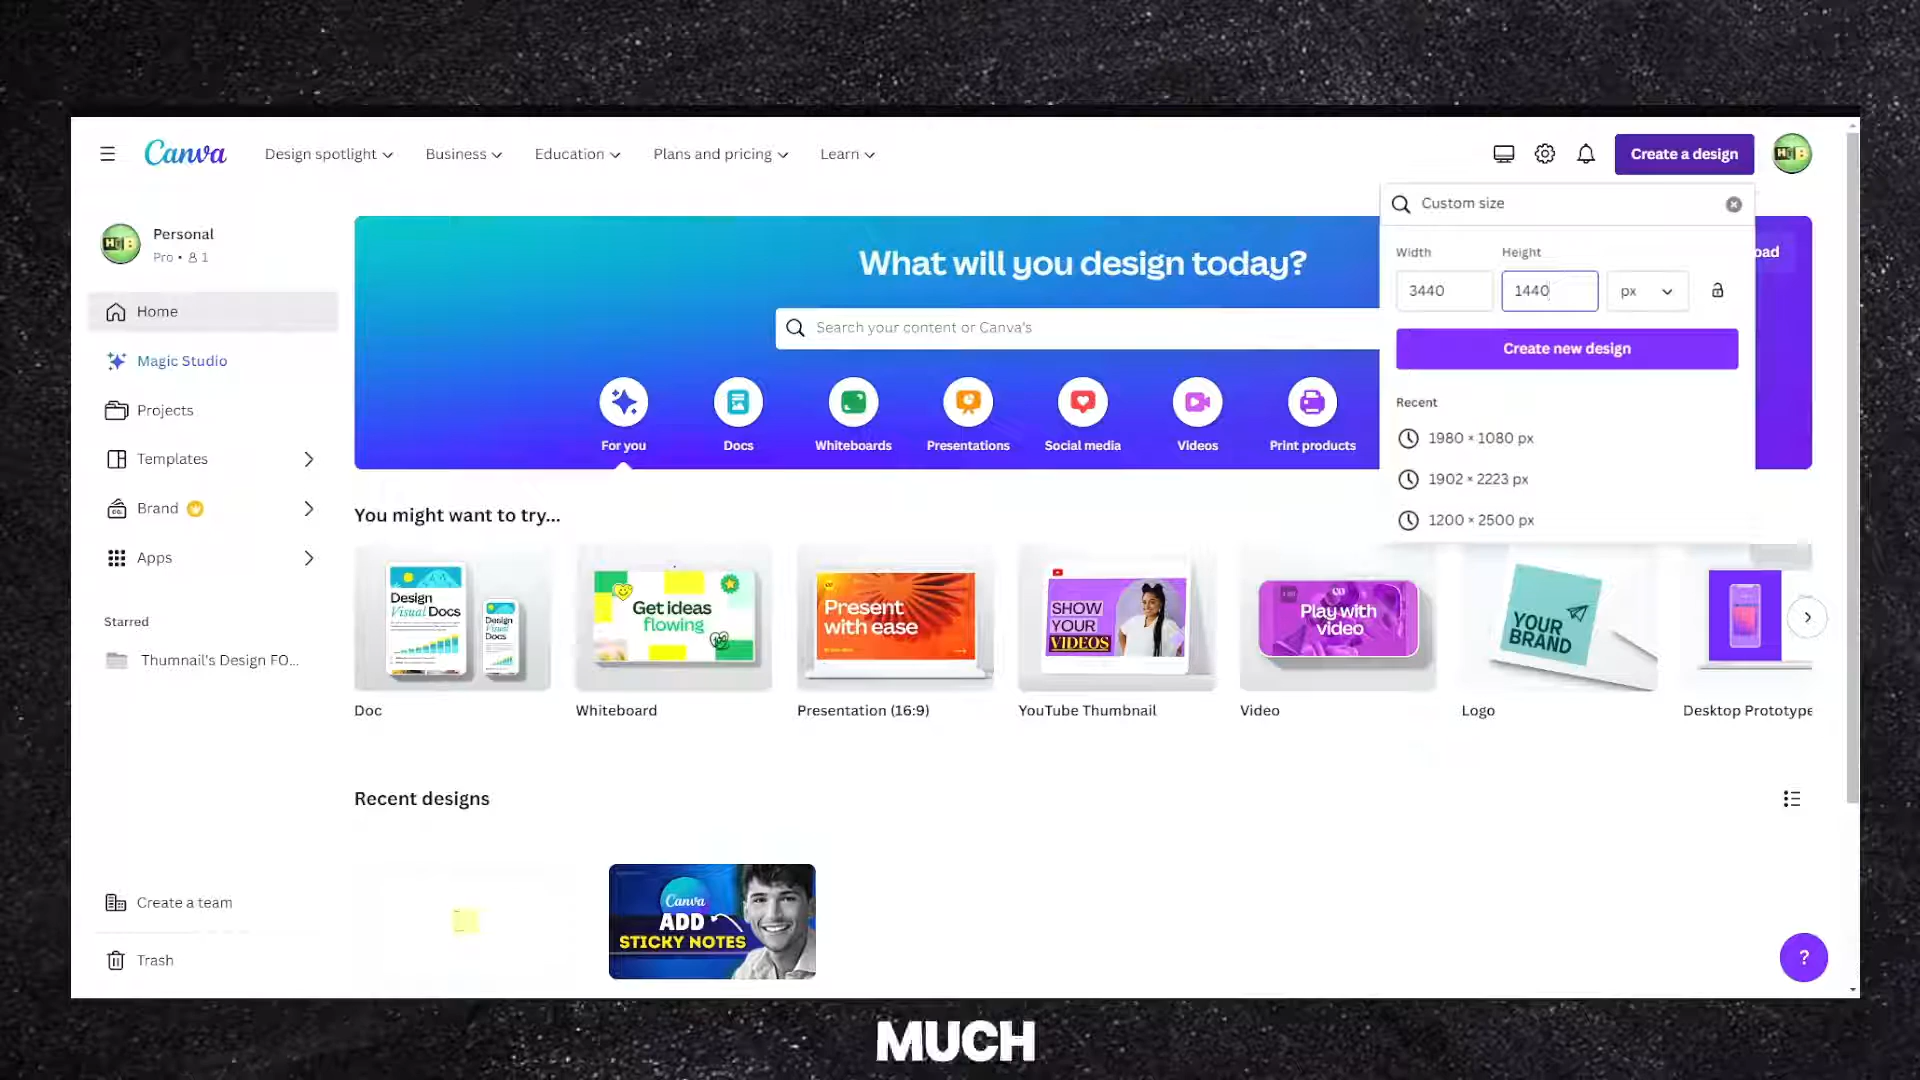 Canva
Design spotlight
Business
Education
Plans and pricing
Learn
Create a design
Personal
Pro • 1
Home
Magic Studio
Projects
Templates
Brand
Apps
Starred
Thumnail's Design FO...
Create a team
Trash
What will you design today?
Search your content or Canva's
For you
Docs
Whiteboards
Presentations
Social media
Videos
Print products
Custom size
Width
Height
3440
1440
px
Create new design
Recent
1980 × 1080 px
1902 × 2223 px
1200 × 2500 px
You might want to try...
Design
Visual Docs
Design
Visual
Docs
Get ideas
flowing
Present
with ease
SHOW
YOUR
VIDEOS
Play with
video
YOUR
BRAND
Doc
Whiteboard
Presentation (16:9)
YouTube Thumbnail
Video
Logo
Desktop Prototype
Recent designs
Canva
ADD
STICKY NOTES
?
MUCH